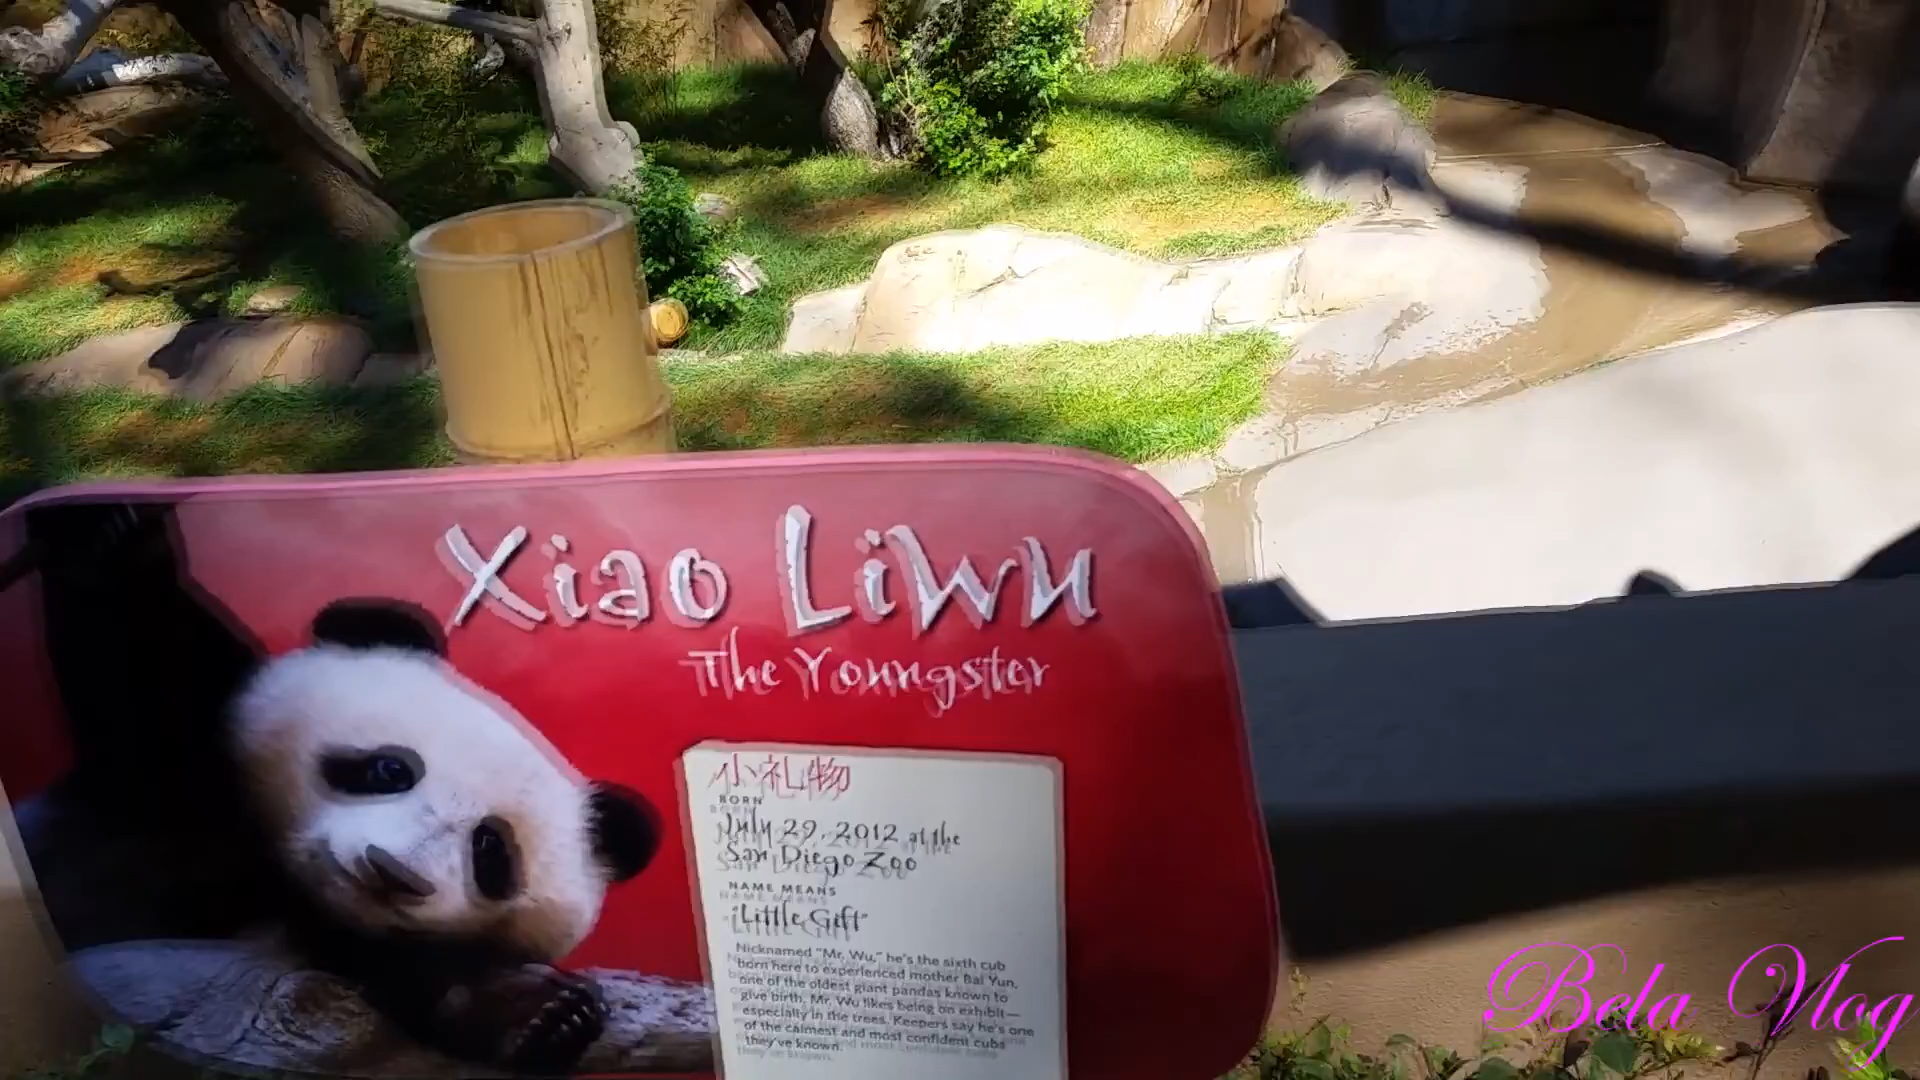 Xiao Liwu
The Youngster
小礼物
BORN
July 29, 2012 at the
San Diego Zoo
NAME MEANS
"Little Gift"
Nicknamed "Mr. Wu," he's the sixth cub
born here to experienced mother Bai Yun,
one of the oldest giant pandas known to
give birth. Mr. Wu likes being on exhibit—
especially in the trees. Keepers say he's one
of the calmest and most confident cubs
they've known.
Bela Vlog